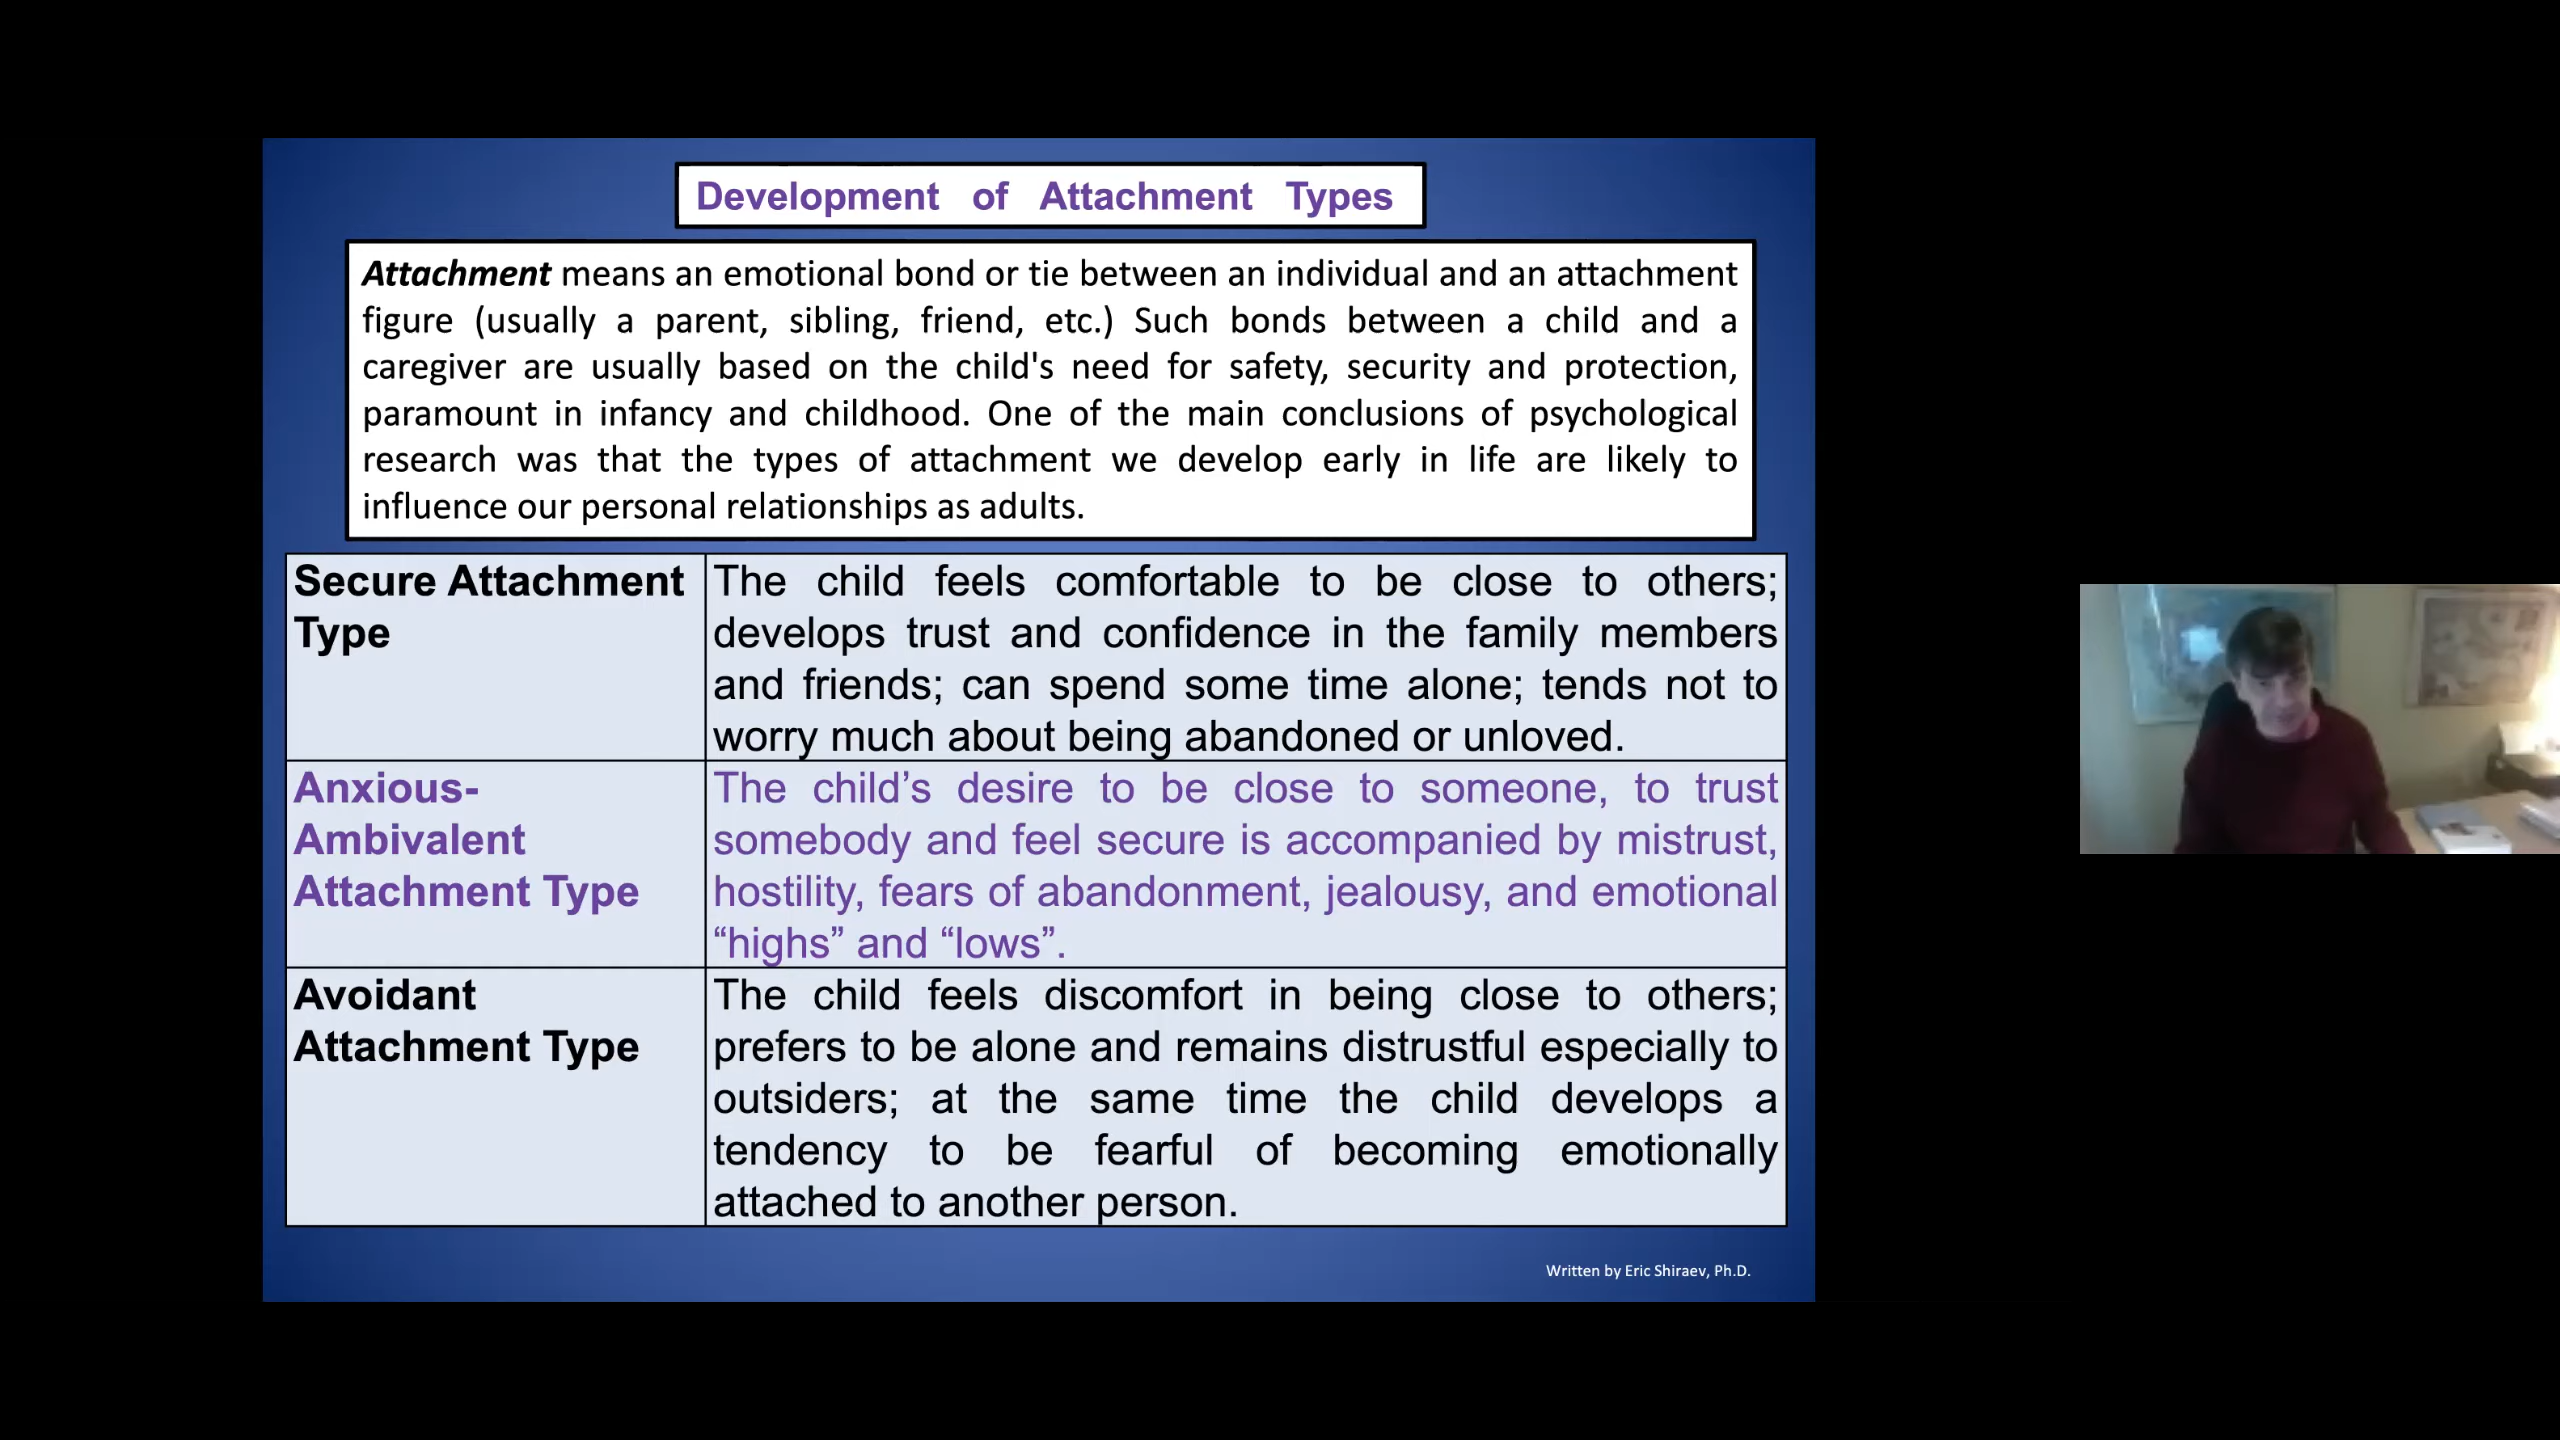 Development of Attachment Types
Attachment means an emotional bond or tie between an individual and an attachment
figure (usually a parent, sibling, friend, etc.) Such bonds between a child and a
caregiver are usually based on the child's need for safety, security and protection,
paramount in infancy and childhood. One of the main conclusions of psychological
research was that the types of attachment we develop early in life are likely to
influence our personal relationships as adults.
Secure Attachment
Type
The child feels comfortable to be close to others;
develops trust and confidence in the family members
and friends; can spend some time alone; tends not to
worry much about being abandoned or unloved.
Anxious-
Ambivalent
Attachment Type
The child’s desire to be close to someone, to trust
somebody and feel secure is accompanied by mistrust,
hostility, fears of abandonment, jealousy, and emotional
“highs” and “lows”.
Avoidant
Attachment Type
The child feels discomfort in being close to others;
prefers to be alone and remains distrustful especially to
outsiders; at the same time the child develops a
tendency to be fearful of becoming emotionally
attached to another person.
Written by Eric Shiraev, Ph.D.